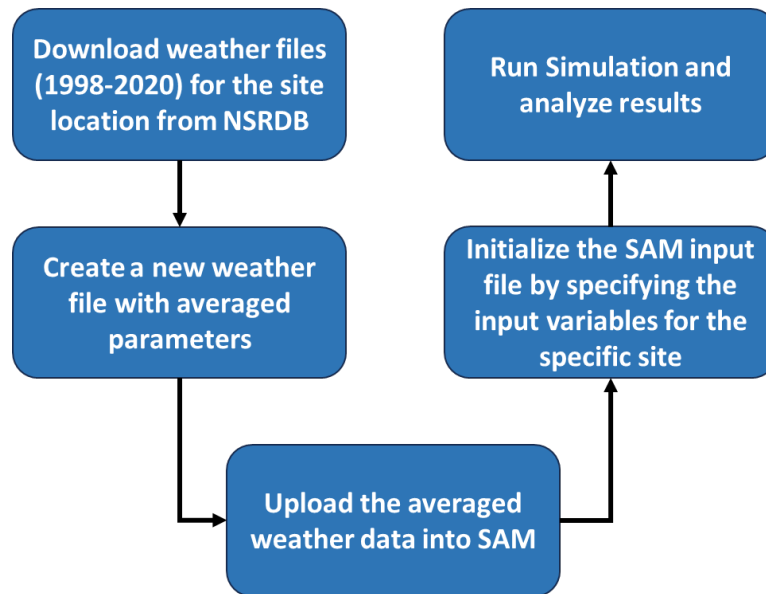 Download weather files
(1998-2020) for the site
location from NSRDB
Create a new weather
file with averaged
parameters
Upload the averaged
weather data into SAM
Initialize the SAM input
file by specifying the
input variables for the
specific site
Run Simulation and
analyze results